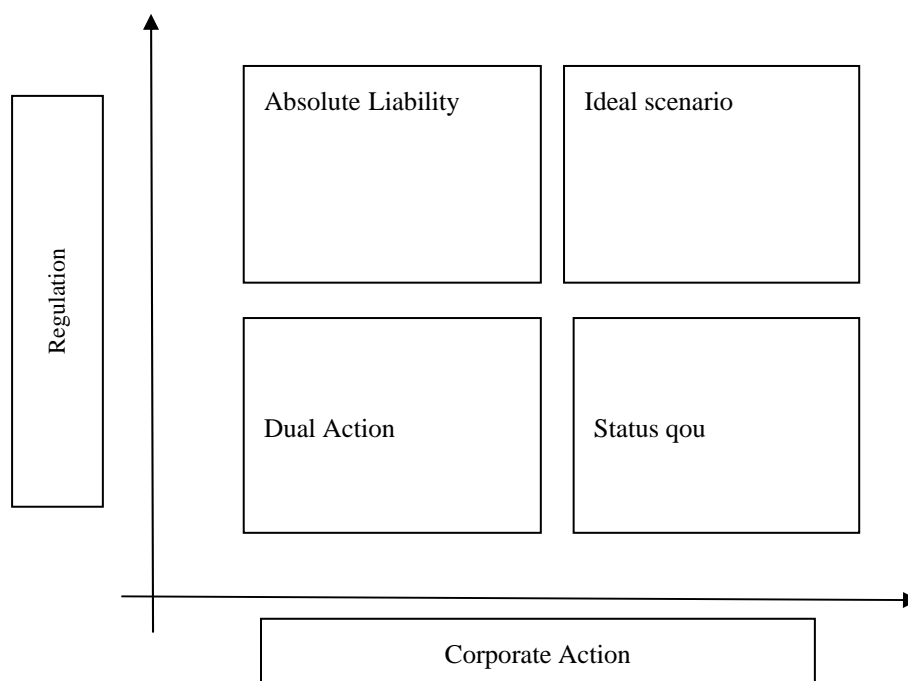 Absolute Liability
Ideal scenario
Regulation
Dual Action
Status qou
Corporate Action